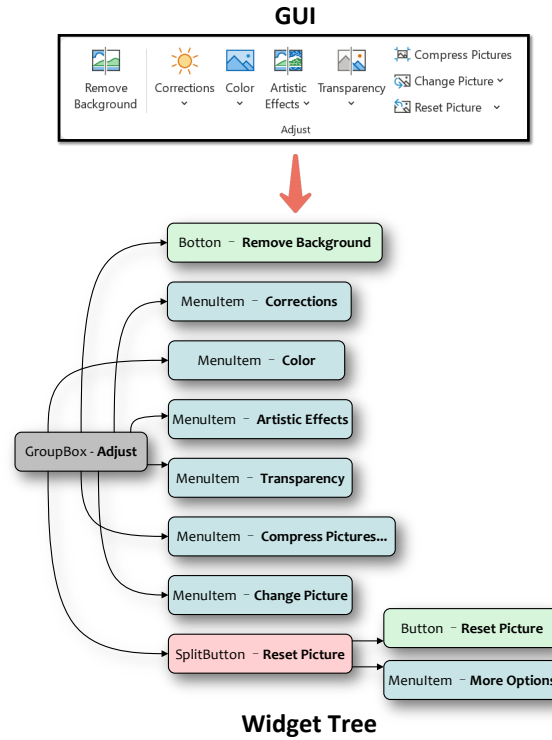 GUI
Remove
Background
Corrections
Color
Artistic
Effects
Transparency
Compress Pictures
Change Picture
Reset Picture
Adjust
Botton - Remove Background
MenuItem - Corrections
MenuItem - Color
MenuItem - Artistic Effects
GroupBox - Adjust
MenuItem - Transparency
MenuItem - Compress Pictures...
MenuItem - Change Picture
Button - Reset Picture
SplitButton - Reset Picture
MenuItem - More Options
Widget Tree